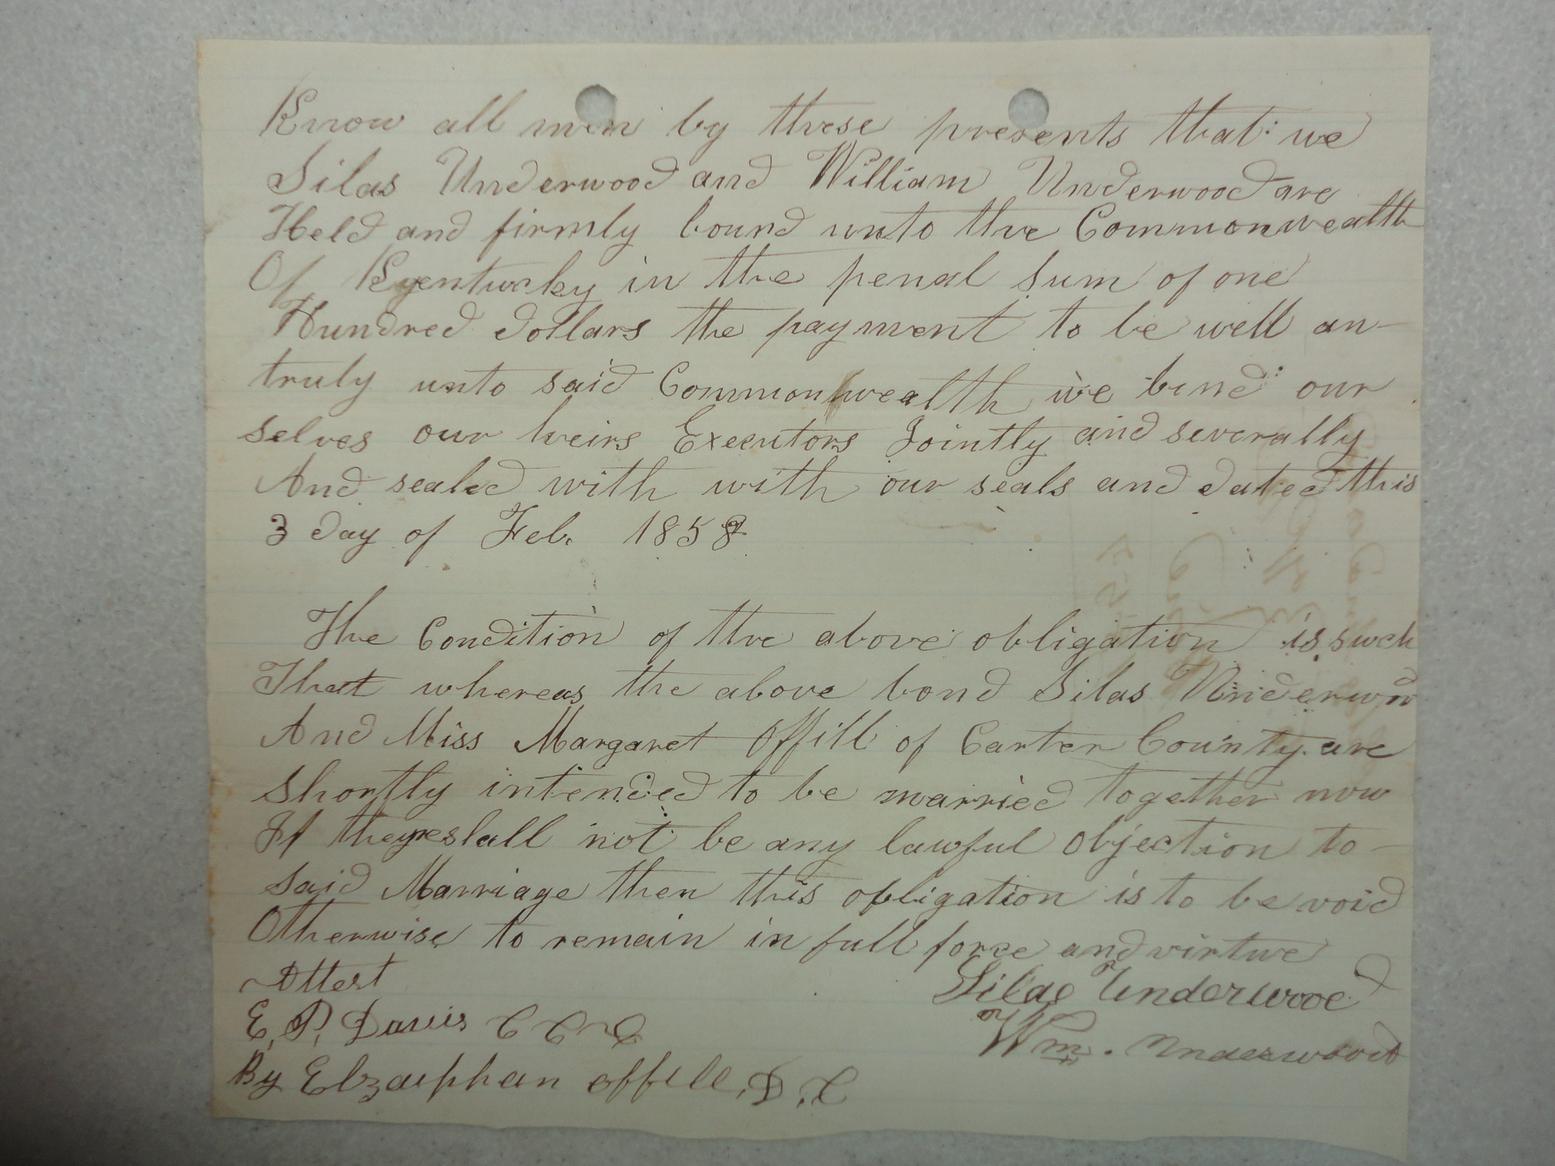 Know all men by these presents that we
Silas Underwood and William Underwood are
Held and firmly bound unto the Commonwealth
Of Kyentucky in the penal sum of one
Hundred dollars the payment to be well an
truly unto said Commonwealth we bind our
selves our heirs Executors Jointly and severally
And sealed with with our seals and dated this
3 day of Feb. 1858
The Condition of the above obligation is such
That whereas the above bond Silas Underwoo
And Miss Margaret Offill of Carter County are
shortly intended to be married together now
If theyreshall not be any lawful Objection to
said Marriage then this obligation is to be void
Otherwise to remain in full force and virtue
Attest
Silas Underwood
E. P. Davis C C C
Wm. Underwood
By Elzaphan offill, D. C